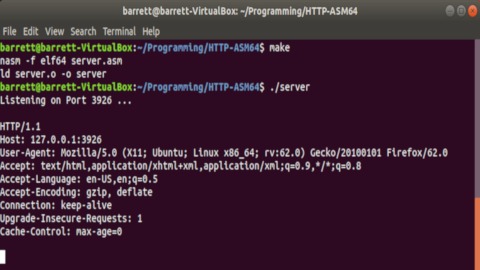 barrett@barrett-VirtualBox: ~/Programming/HTTP-ASM64
File Edit View Search Terminal Help
barrett@barrett-VirtualBox:~/Programming/HTTP-ASM64$ make
nasm -f elf64 server.asm
ld server.o -o server
barrett@barrett-VirtualBox:~/Programming/HTTP-ASM64$ ./server
Listening on Port 3926 ...
HTTP/1.1
Host: 127.0.0.1:3926
User-Agent: Mozilla/5.0 (X11; Ubuntu; Linux x86_64; rv:62.0) Gecko/20100101 Firefox/62.0
Accept: text/html,application/xhtml+xml,application/xml;q=0.9,*/*;q=0.8
Accept-Language: en-US,en;q=0.5
Accept-Encoding: gzip, deflate
Connection: keep-alive
Upgrade-Insecure-Requests: 1
Cache-Control: max-age=0